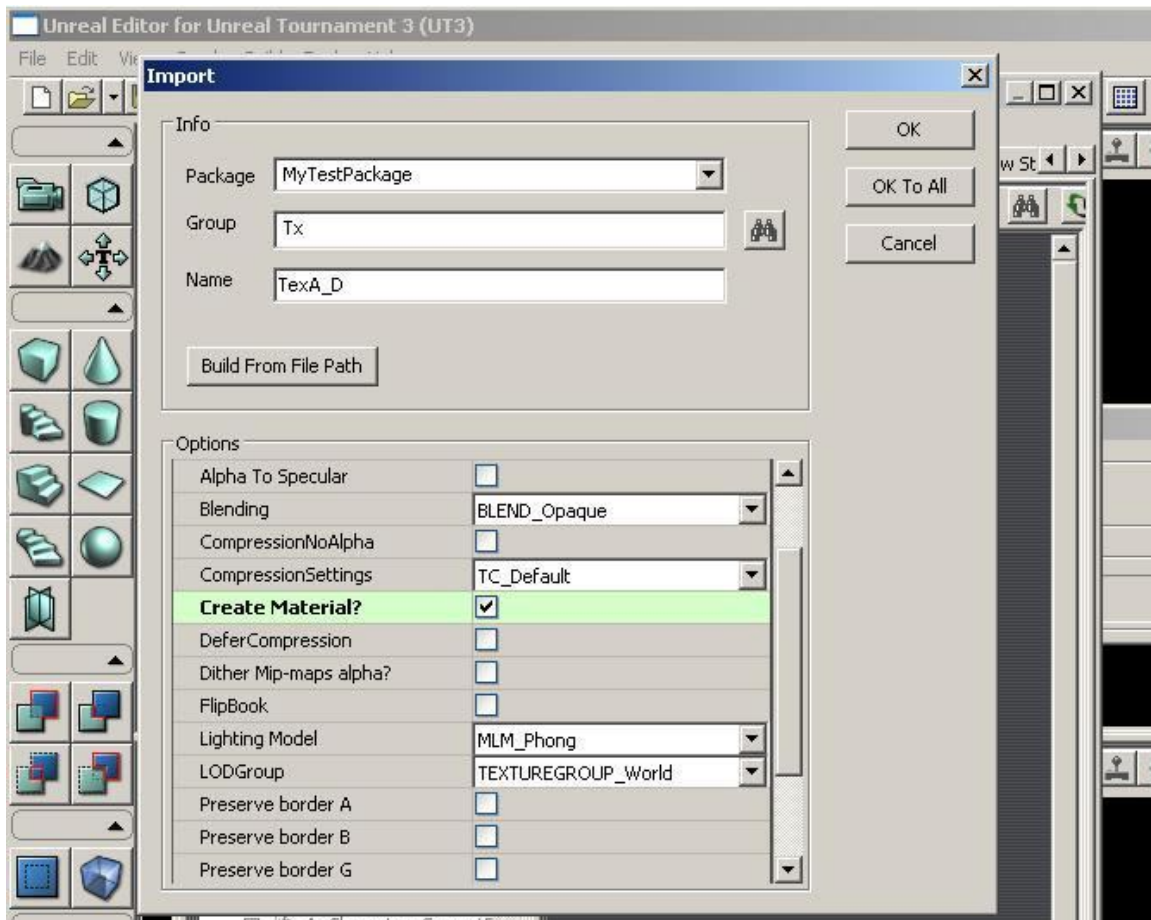 Unreal Editor for Unreal Tournament 3 (UT3)
File Edit
Import
Info
OK
Package MyTestPackage
OK To All
w St
Group Tx
Cancel
Name TexA_D
Build From File Path
Options
Alpha To Specular
Blending BLEND_Opaque
CompressionNoAlpha
CompressionSettings TC_Default
Create Material?
DeferCompression
Dither Mip-maps alpha?
FlipBook
Lighting Model MLM_Phong
LODGroup TEXTUREGROUP_World
Preserve border A
Preserve border B
Preserve border G